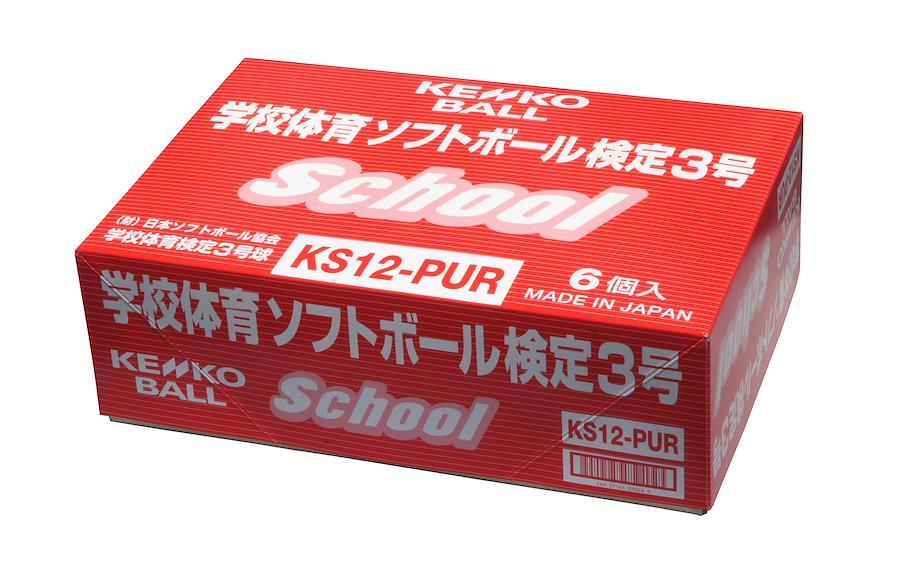 KENKO
BALL
学校体育 ソフトボール 検定3号
School
(財) 日本ソフトボール協会
学校体育検定3号球
KS12-PUR
6個入
MADE IN JAPAN
学校体育 ソフトボール 検定3号
KENKO
BALL
School
KS12-PUR
School